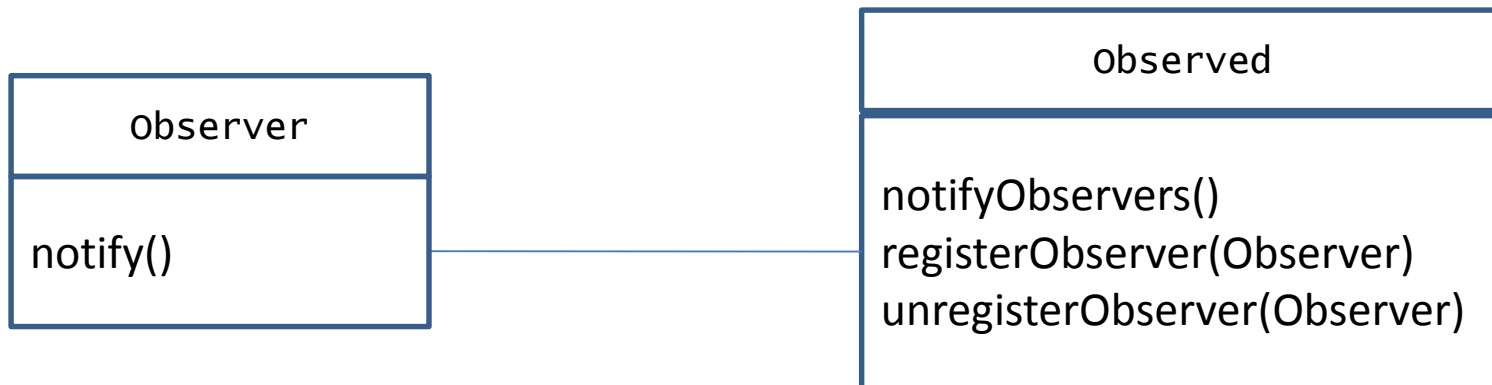 Observer
notify()
Observed
notifyObservers()
registerObserver(Observer)
unregisterObserver(Observer)